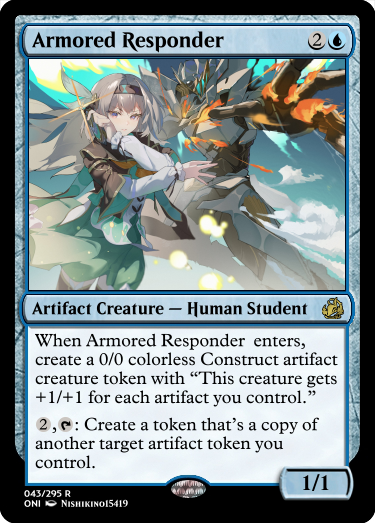 Armored Responder 2
Artifact Creature — Human Student
When Armored Responder  enters,
create a 0/0 colorless Construct artifact
creature token with “This creature gets
+1/+1 for each artifact you control.”
2,: Create a token that's a copy of
another target artifact token you
control.
1/1
043/295 R
ONI Nishikino15419